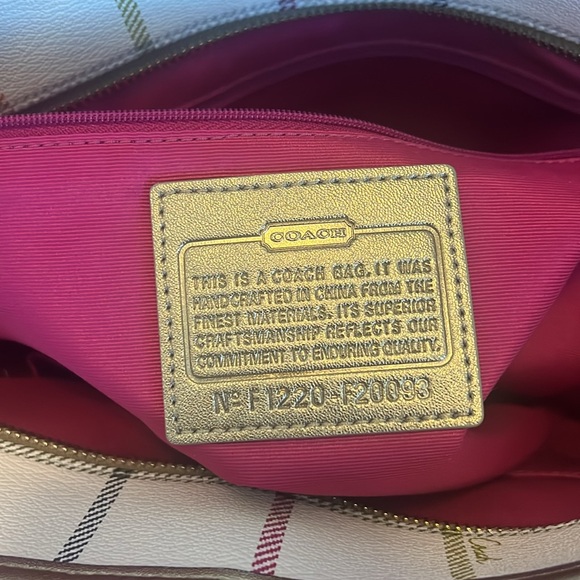 COACH
THIS IS A COACH BAG. IT WAS
HANDCRAFTED IN CHINA FROM THE
FINEST MATERIALS. ITS SUPERIOR
CRAFTSMANSHIP REFLECTS OUR
COMMITMENT TO ENDURING QUALITY.
Nº F1220-F20093